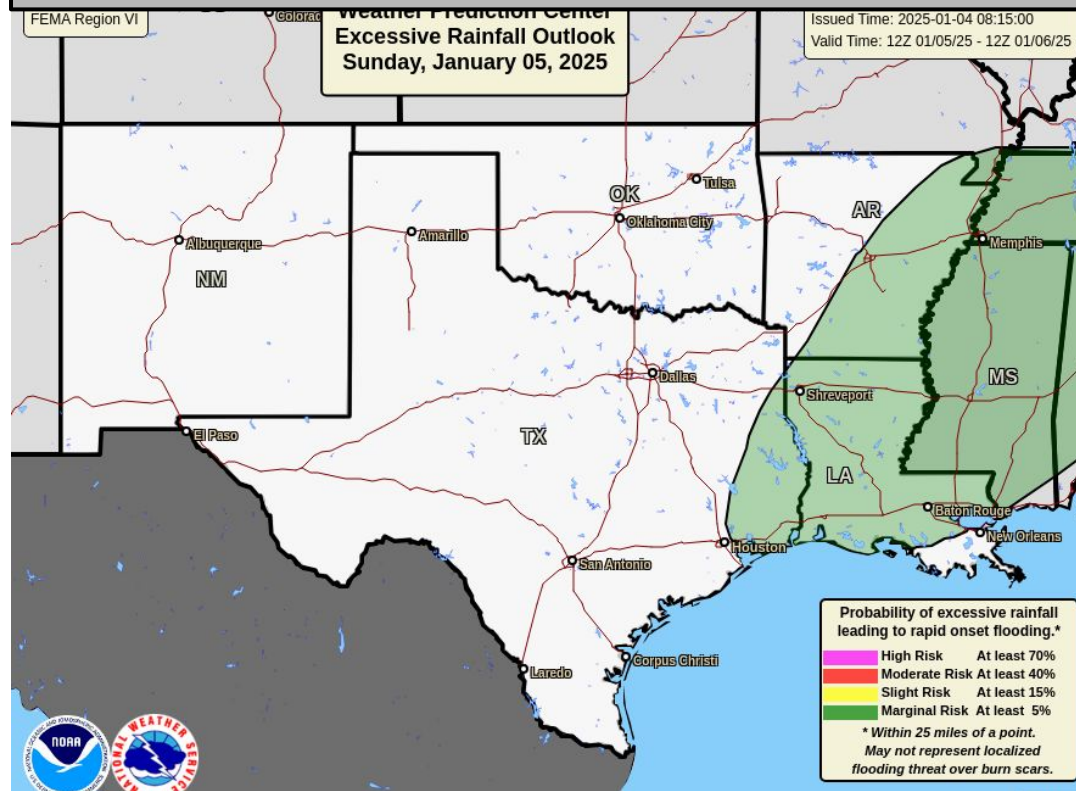 FEMA Region VI
Weather Prediction Center
Excessive Rainfall Outlook
Sunday, January 05, 2025
Issued Time: 2025-01-04 08:15:00
Valid Time: 12Z 01/05/25 - 12Z 01/06/25
Colorad
Tulsa
OK
Oklahoma City
AR
Albuquerque
Amarillo
Memphis
NM
Dallas
MS
Shreveport
El Paso
TX
LA
Baton Rouge
New Orleans
Houston
San Antonio
Corpus Christi
Laredo
Probability of excessive rainfall
leading to rapid onset flooding.*
High Risk At least 70%
Moderate Risk At least 40%
Slight Risk At least 15%
Marginal Risk At least 5%
* Within 25 miles of a point.
May not represent localized
flooding threat over burn scars.
NOAA
NATIONAL WEATHER SERVICE